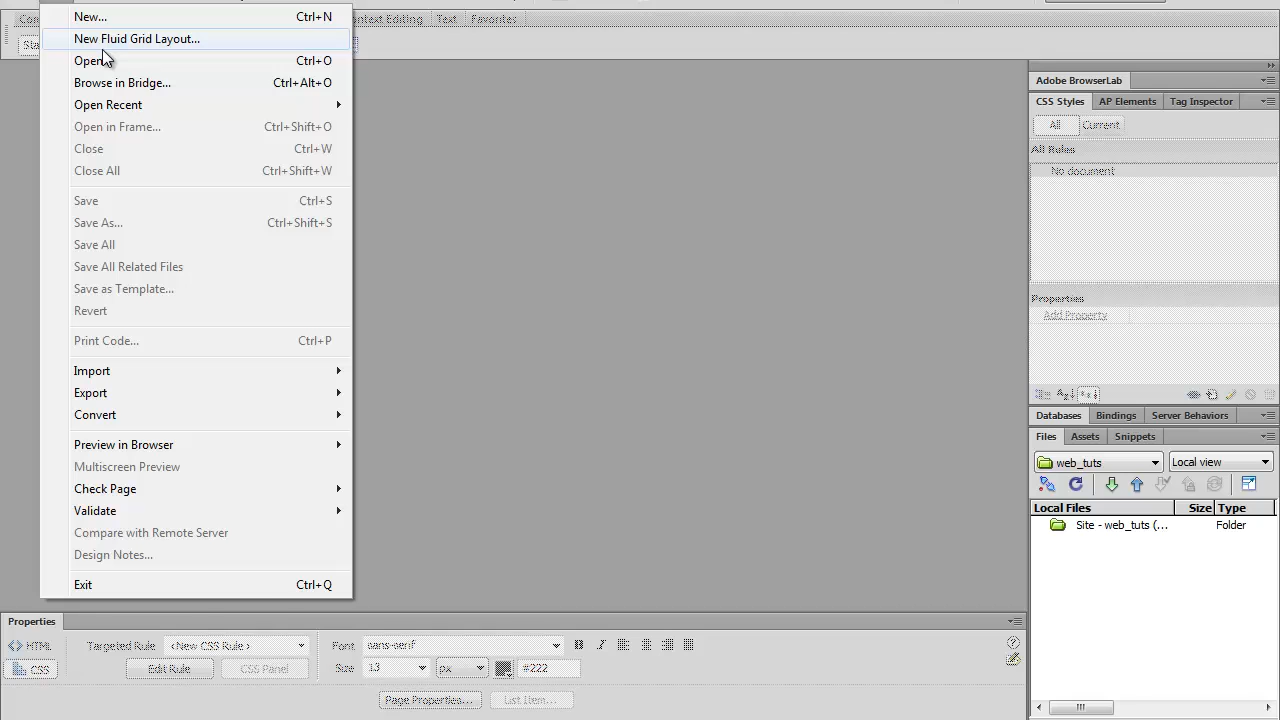 New... Ctrl+N
New Fluid Grid Layout...
Open... Ctrl+O
Browse in Bridge... Ctrl+Alt+O
Open Recent
Open in Frame... Ctrl+Shift+O
Close Ctrl+W
Close All Ctrl+Shift+W
Save Ctrl+S
Save As... Ctrl+Shift+S
Save All
Save All Related Files
Save as Template...
Revert
Print Code... Ctrl+P
Import
Export
Convert
Preview in Browser
Multiscreen Preview
Check Page
Validate
Compare with Remote Server
Design Notes...
Exit Ctrl+Q
Editing Text Favorites
Adobe BrowserLab
CSS Styles AP Elements Tag Inspector
All Current
All Rules
No document
Properties
Add Property
Databases Bindings Server Behaviors
Files Assets Snippets
web_tuts Local view
Local Files Size Type
Site - web_tuts (... Folder
Properties
HTML Targeted Rule <New CSS Rule> Font sans-serif B I
CSS Edit Rule CSS Panel Size 13 px #222
Page Properties... List Item...